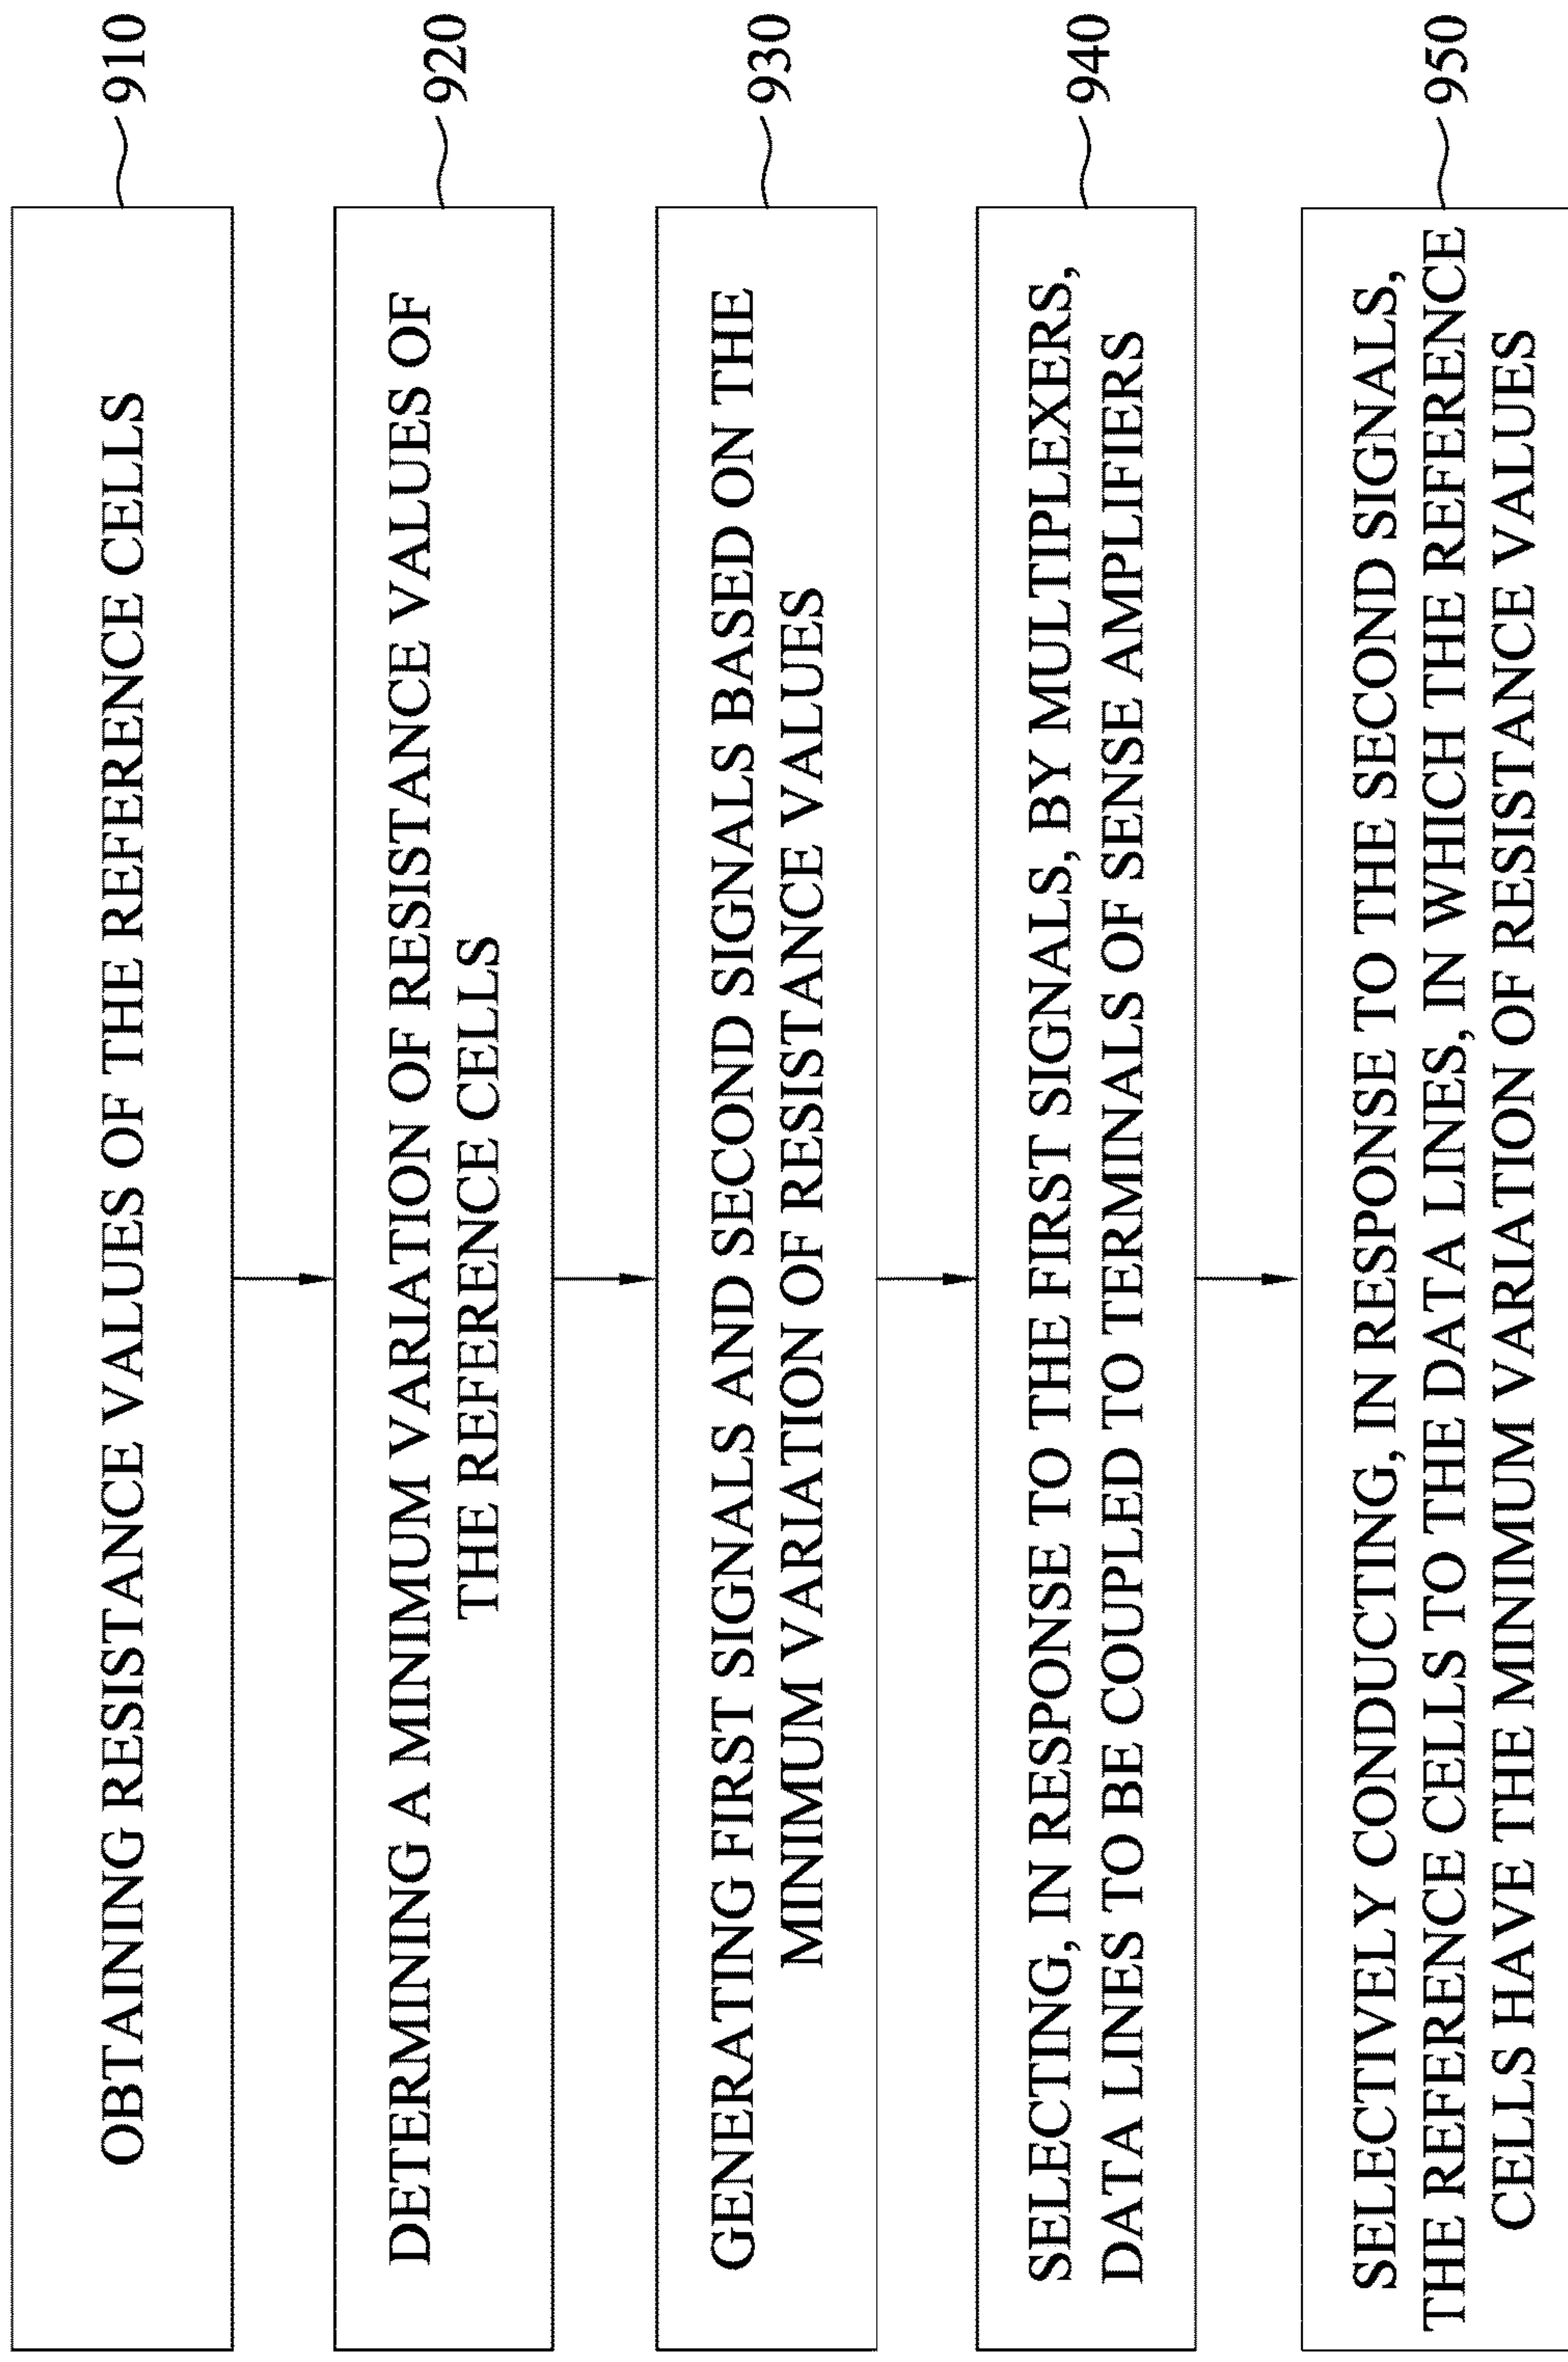 OBTAINING RESISTANCE VALUES OF THE REFERENCE CELLS
910
DETERMINING A MINIMUM VARIATION OF RESISTANCE VALUES OF
THE REFERENCE CELLS
920
GENERATING FIRST SIGNALS AND SECOND SIGNALS BASED ON THE
MINIMUM VARIATION OF RESISTANCE VALUES
930
SELECTING, IN RESPONSE TO THE FIRST SIGNALS, BY MULTIPLEXERS,
DATA LINES TO BE COUPLED TO TERMINALS OF SENSE AMPLIFIERS
940
SELECTIVELY CONDUCTING, IN RESPONSE TO THE SECOND SIGNALS,
THE REFERENCE CELLS TO THE DATA LINES, IN WHICH THE REFERENCE
CELLS HAVE THE MINIMUM VARIATION OF RESISTANCE VALUES
950